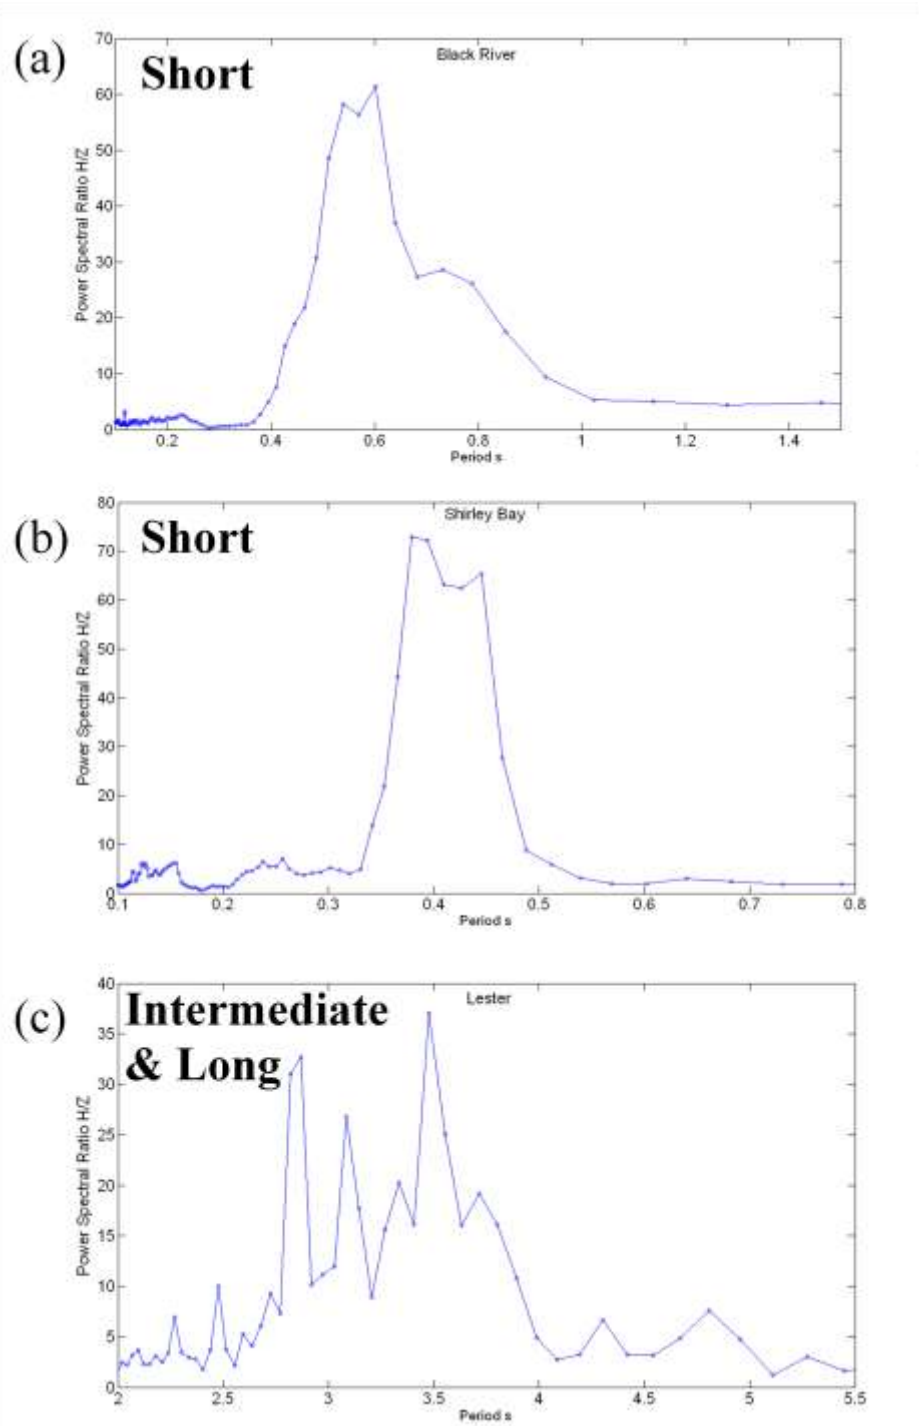 (a)
Short
Black River
Power Spectral Ratio H/Z
70
60
50
40
30
20
10
0
0.2 0.4 0.6 0.8 1 1.2 1.4
Period s
(b)
Short
Shirley Bay
Power Spectral Ratio H/Z
80
70
60
50
40
30
20
10
0
0.1 0.2 0.3 0.4 0.5 0.6 0.7 0.8
Period s
(c)
Intermediate
& Long
Lester
Power Spectral Ratio H/Z
40
35
30
25
20
15
10
5
0
2 2.5 3 3.5 4 4.5 5 5.5
Period s